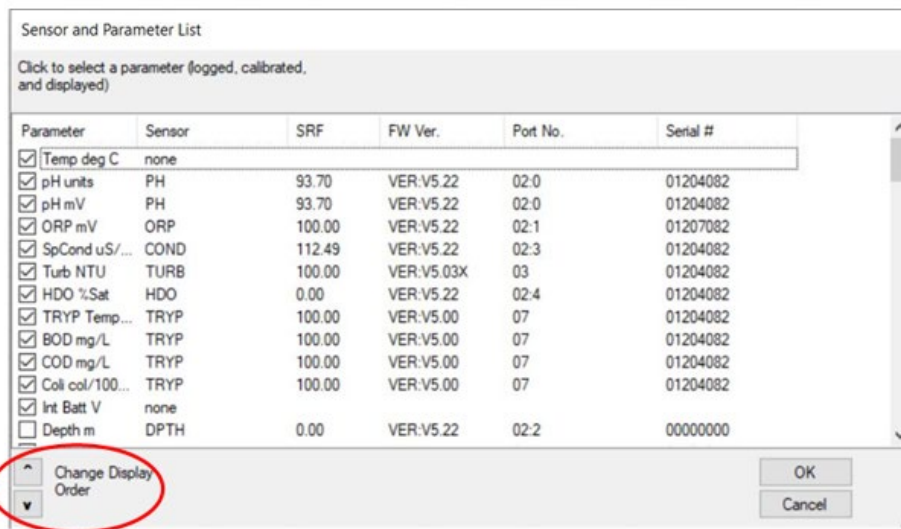 Sensor and Parameter List
Click to select a parameter (logged, calibrated,
and displayed)
Parameter Sensor SRF FW Ver. Port No. Serial #
Temp deg C none
pH units PH 93.70 VER:V5.22 02:0 01204082
pH mV PH 93.70 VER:V5.22 02:0 01204082
ORP mV ORP 100.00 VER:V5.22 02:1 01207082
SpCond uS/... COND 112.49 VER:V5.22 02:3 01204082
Turb NTU TURB 100.00 VER:V5.03X 03 01204082
HDO %Sat HDO 0.00 VER:V5.22 02:4 01204082
TRYP Temp... TRYP 100.00 VER:V5.00 07 01204082
BOD mg/L TRYP 100.00 VER:V5.00 07 01204082
COD mg/L TRYP 100.00 VER:V5.00 07 01204082
Coli col/100... TRYP 100.00 VER:V5.00 07 01204082
Int Batt V none
Depth m DPTH 0.00 VER:V5.22 02:2 00000000
Change Display
Order
OK
Cancel